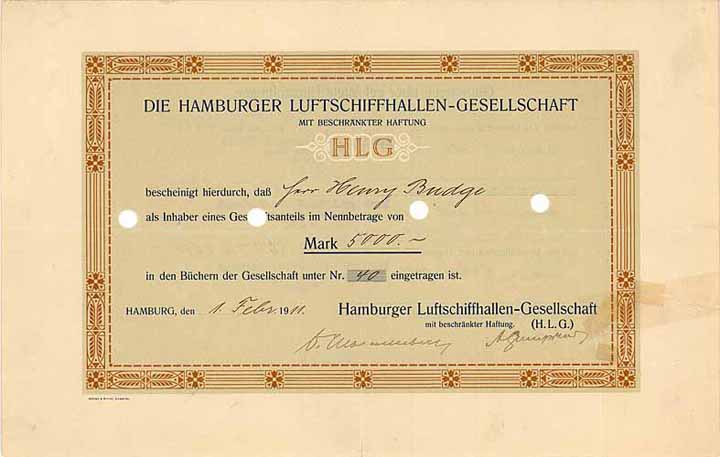 DIE HAMBURGER LUFTSCHIFFHALLEN-GESELLSCHAFT
MIT BESCHRÄNKTER HAFTUNG
HLG
bescheinigt hierdurch, daß Herr Henry Budge
als Inhaber eines Ges tsanteils im Nennbetrage von
Mark 5000.-
in den Büchern der Gesellschaft unter Nr. 40 eingetragen ist.
HAMBURG, den 1. Febr. 1911. Hamburger Luftschiffhallen-Gesellschaft
mit beschränkter Haftung. (H.L.G.)